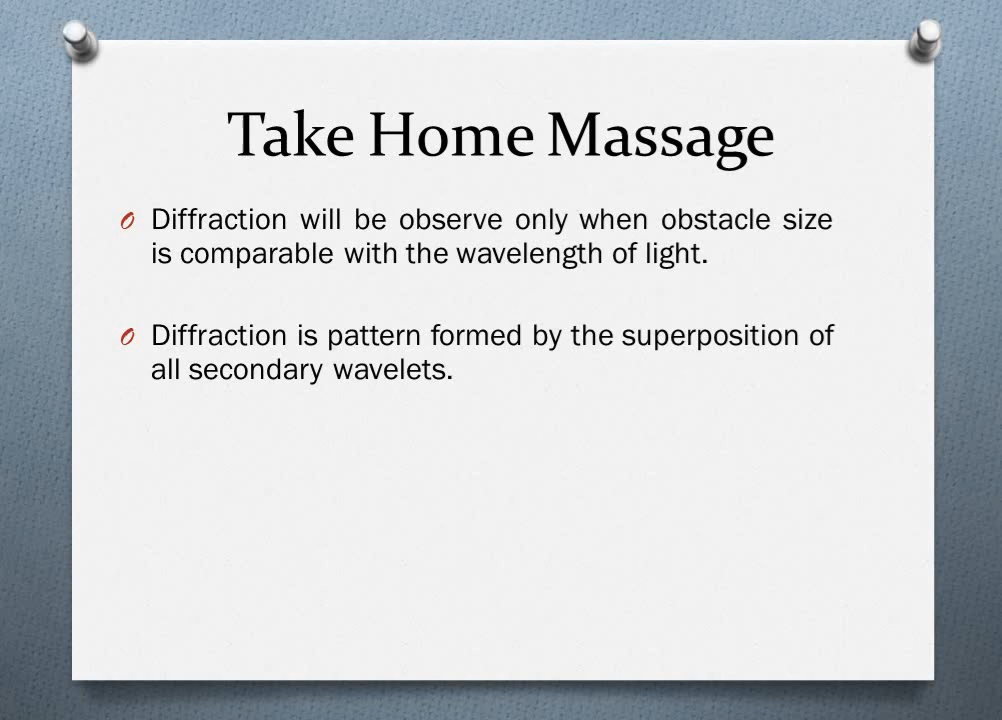 Take Home Massage
Diffraction will be observe only when obstacle size
is comparable with the wavelength of light.
Diffraction is pattern formed by the superposition of
all secondary wavelets.